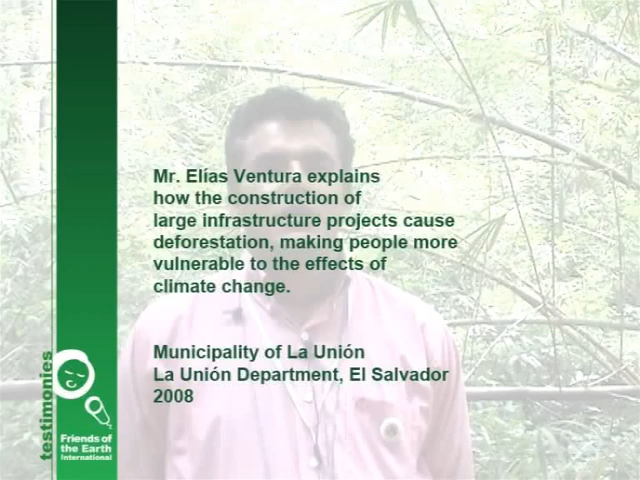 Mr. Elías Ventura explains
how the construction of
large infrastructure projects cause
deforestation, making people more
vulnerable to the effects of
climate change.
Municipality of La Unión
La Unión Department, El Salvador
2008
testimonies
Friends of
the Earth
International